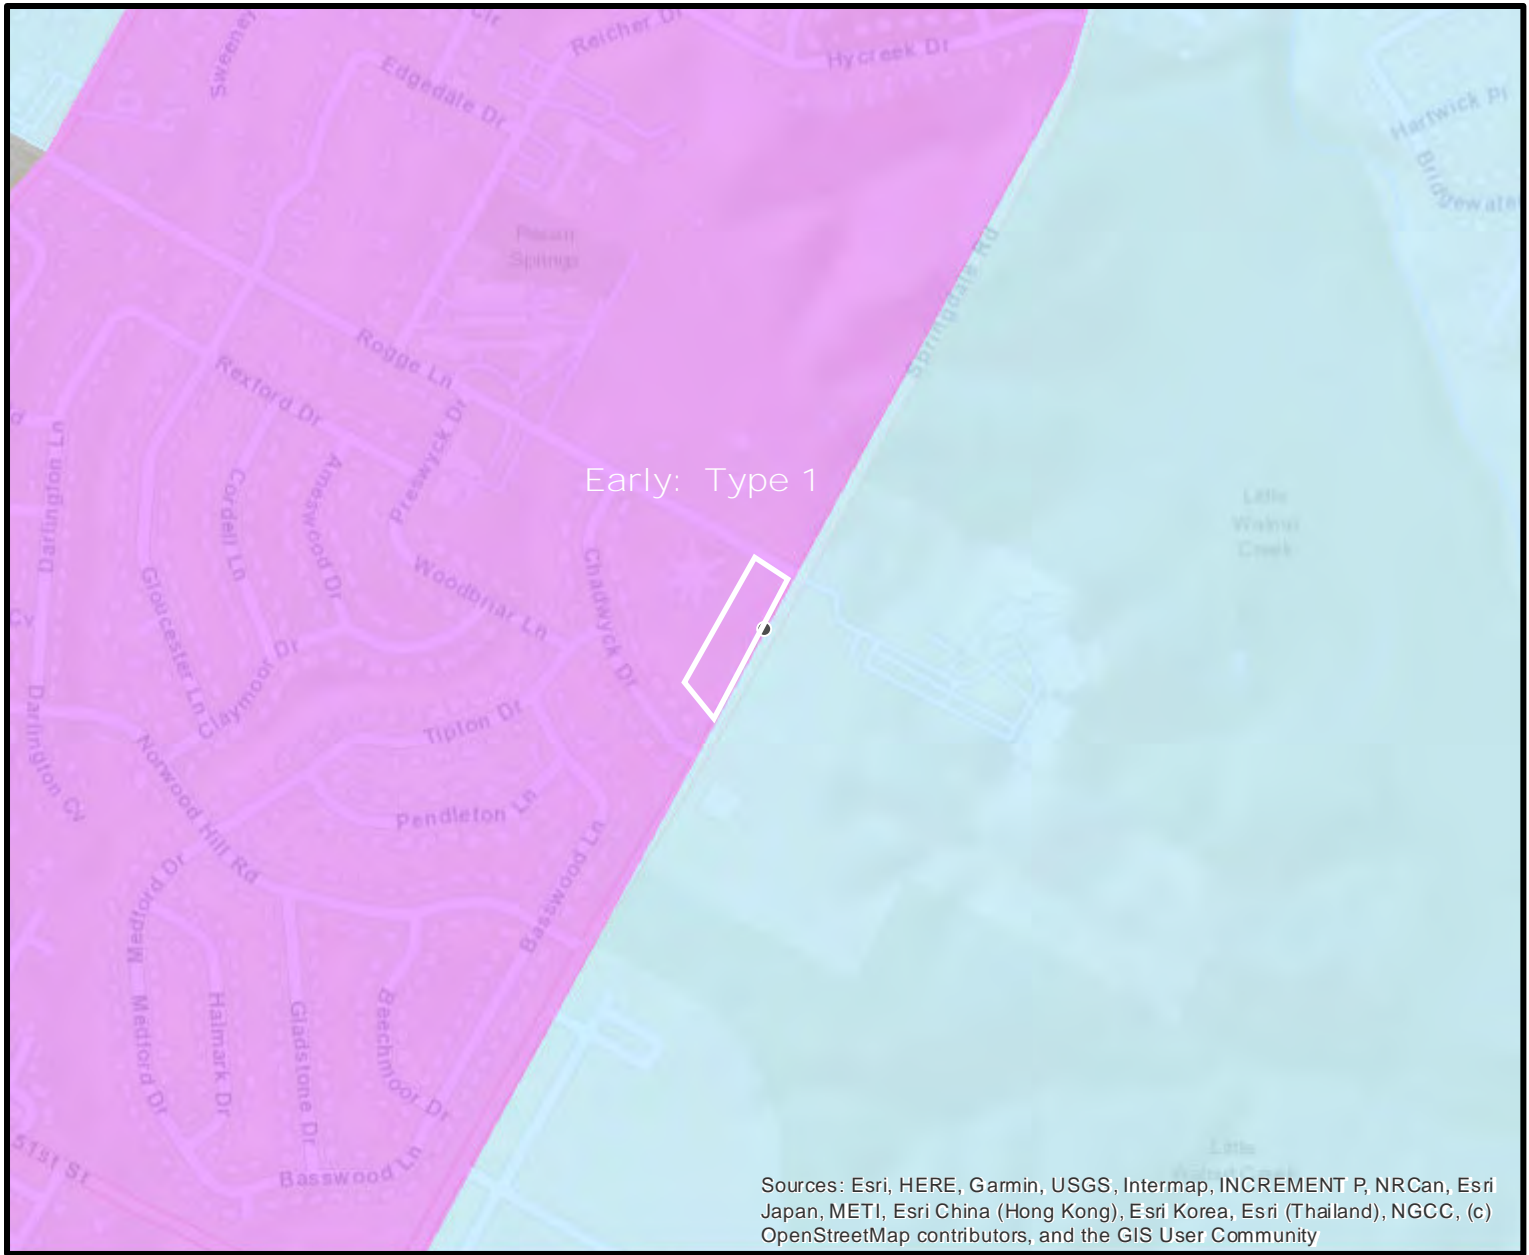 Sweeney
Cir
Reicher Dr
Hycreek Dr
Edgedale Dr
Hartwick Pl
Bridgewater
Pecan
Springs
Springdale Rd
Rogge Ln
Rexford Dr
Preswyck Dr
Early: Type 1
Darlington Ln
Cordell Ln
Ameswood Dr
Little
Walnut
Creek
Gloucester Ln
Woodbriar Ln
Chadwyck Dr
Cv
Claymoor Dr
Darlington Cv
Tipton Dr
Norwood Hill Rd
Pendleton Ln
Medford Dr
Basswood Ln
Medford Dr
Halmark Dr
Gladstone Dr
Beechmoor Dr
51st St
Basswood Ln
Little
Walnut Creek
Sources: Esri, HERE, Garmin, USGS, Intermap, INCREMENT P, NRCan, Esri
Japan, METI, Esri China (Hong Kong), Esri Korea, Esri (Thailand), NGCC, (c)
OpenStreetMap contributors, and the GIS User Community